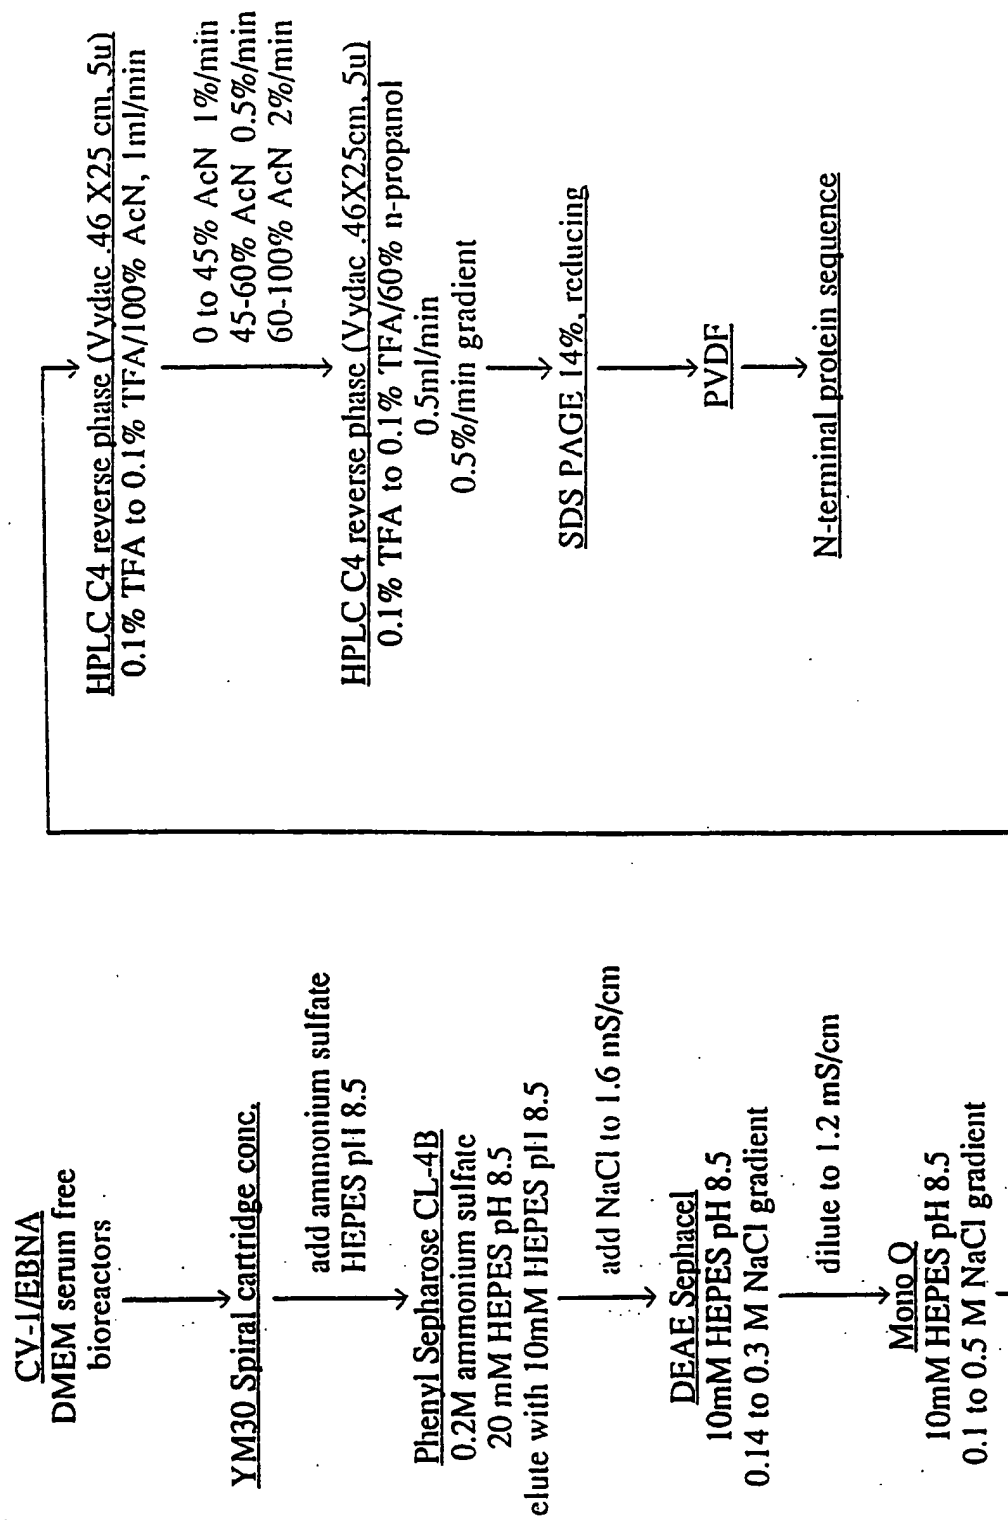 CV-1/EBNA
DMEM serum free
bioreactors
YM30 Spiral cartridge conc.
add ammonium sulfate
HEPES pH 8.5
Phenyl Sepharose CL-4B
0.2M ammonium sulfate
20 mM HEPES pH 8.5
elute with 10mM HEPES pH 8.5
add NaCl to 1.6 mS/cm
DEAE Sephacel
10mM HEPES pH 8.5
0.14 to 0.3 M NaCl gradient
dilute to 1.2 mS/cm
Mono Q
10mM HEPES pH 8.5
0.1 to 0.5 M NaCl gradient
HPLC C4 reverse phase (Vydac .46 X25 cm, 5u)
0.1% TFA to 0.1% TFA/100% AcN, 1ml/min
0 to 45% AcN 1%/min
45-60% AcN 0.5%/min
60-100% AcN 2%/min
HPLC C4 reverse phase (Vydac .46X25cm, 5u)
0.1% TFA to 0.1% TFA/60% n-propanol
0.5ml/min
0.5%/min gradient
SDS PAGE 14%, reducing
PVDF
N-terminal protein sequence